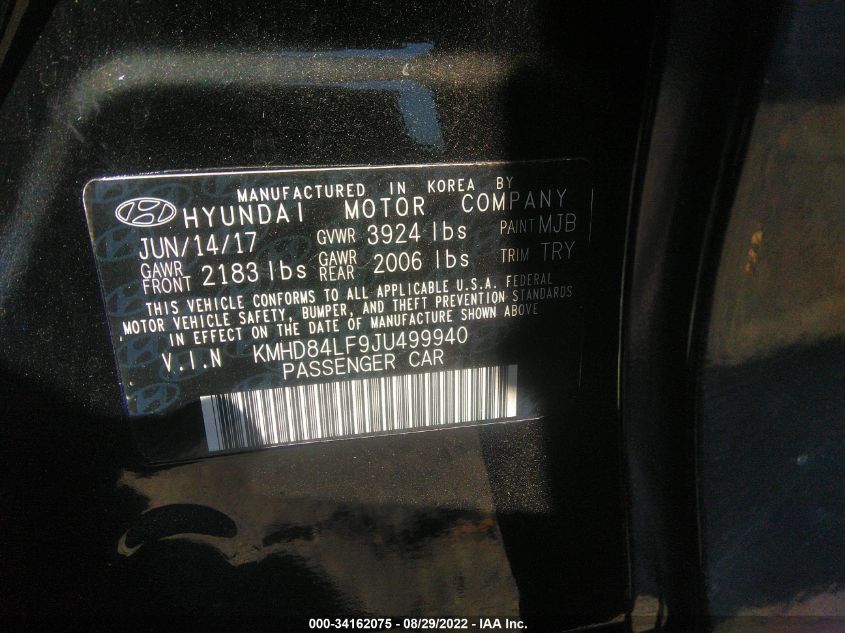 MANUFACTURED IN KOREA BY
HYUNDAI MOTOR COMPANY
JUN/14/17 GVWR 3924 lbs PAINT MJB
GAWR FRONT 2183 lbs GAWR REAR 2006 lbs TRIM TRY
THIS VEHICLE CONFORMS TO ALL APPLICABLE U.S.A. FEDERAL
MOTOR VEHICLE SAFETY, BUMPER, AND THEFT PREVENTION STANDARDS
IN EFFECT ON THE DATE OF MANUFACTURE SHOWN ABOVE
V.I.N KMHD84LF9JU499940
PASSENGER CAR
000-34162075 - 08/29/2022 - IAA Inc.